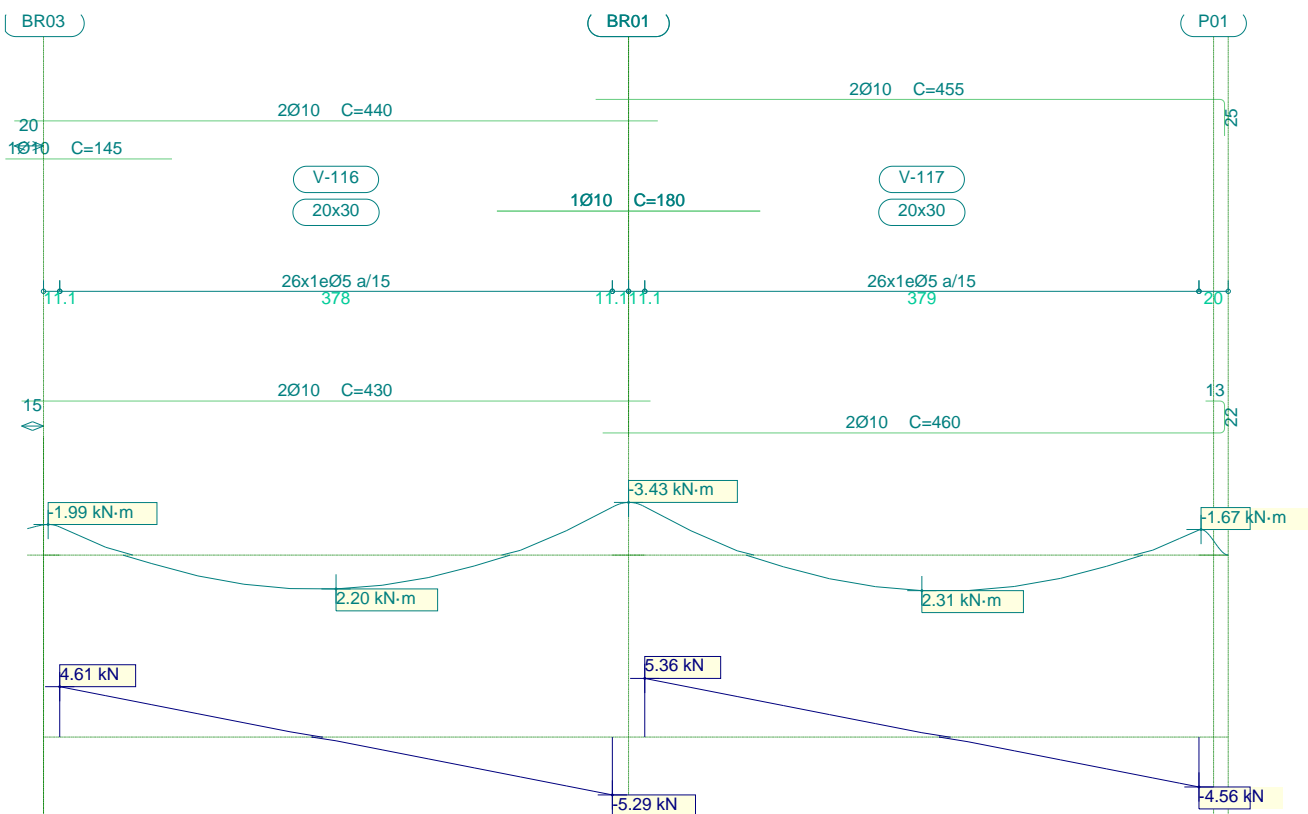 BR03 BR01 P01
2Ø10 C=455
2Ø10 C=440
20 25
1Ø10 C=145
V-116 V-117
1Ø10 C=180
20x30 20x30
26x1eØ5 a/15 26x1eØ5 a/15
11.1 378 11.1 11.1 379 20
2Ø10 C=430 13
15 22
2Ø10 C=460
-3.43 kN·m
-1.99 kN·m -1.67 kN·m
2.20 kN·m 2.31 kN·m
4.61 kN 5.36 kN
-5.29 kN -4.56 kN